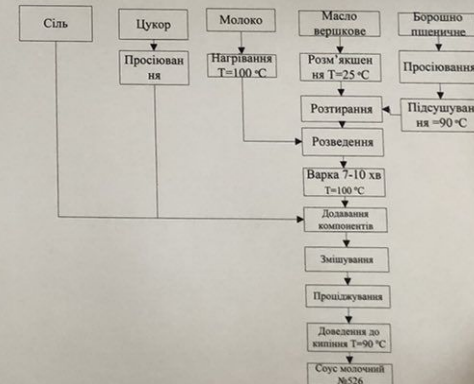 Сіль
Цукор
Молоко
Масло
вершкове
Борошно
пшеничне
Просіюван
ня
Нагрівання
Т=100 °С
Розм’якшен
ня Т=25 °С
Просіювання
Розтирання
Підсушуван
ня =90 °С
Розведення
Варка 7-10 хв
Т=100 °С
Додавання
компонентів
Змішування
Проціджування
Доведення до
кипіння Т=90 °С
Соус молочний
№526